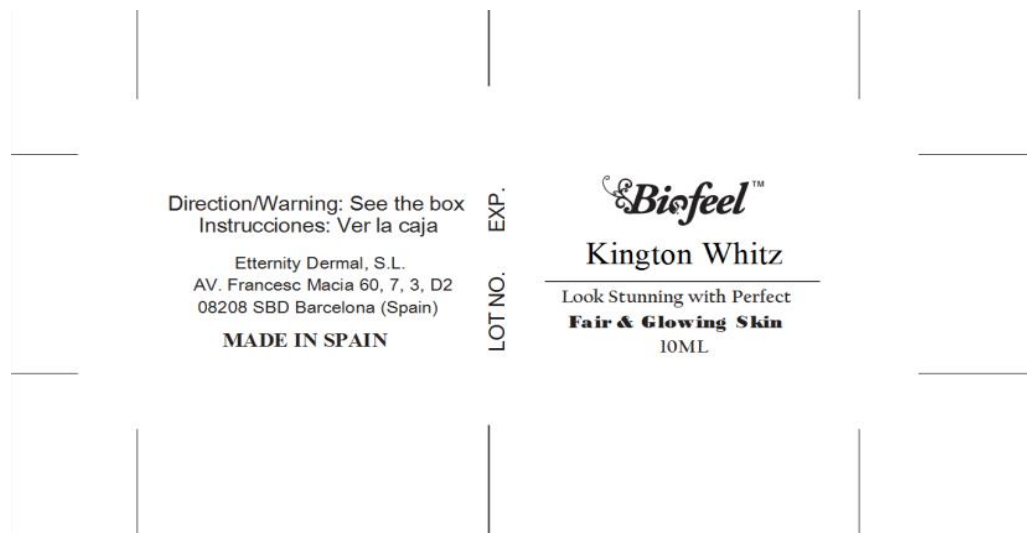 Direction/Warning: See the box
Instrucciones: Ver la caja
Etternity Dermal, S.L.
AV. Francesc Macia 60, 7, 3, D2
08208 SBD Barcelona (Spain)
MADE IN SPAIN
LOT NO. EXP.
Biofeel™
Kington Whitz
Look Stunning with Perfect
Fair & Glowing Skin
10ML